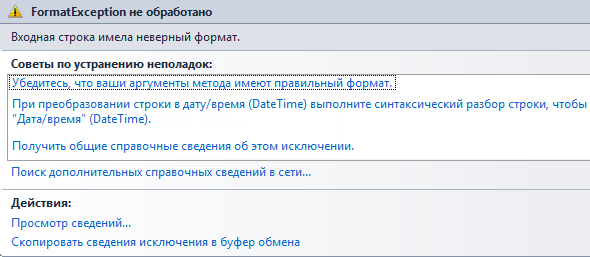 FormatException не обработано
Входная строка имела неверный формат.
Советы по устранению неполадок:
Убедитесь, что ваши аргументы метода имеют правильный формат.
При преобразовании строки в дату/время (DateTime) выполните синтаксический разбор строки, чтобы
"Дата/время" (DateTime).
Получить общие справочные сведения об этом исключении.
Поиск дополнительных справочных сведений в сети...
Действия:
Просмотр сведений...
Скопировать сведения исключения в буфер обмена